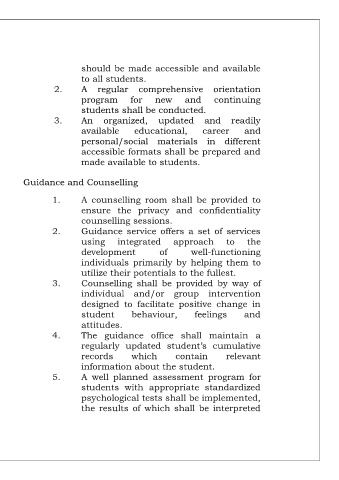 should be made accessible and available
to all students.
2. A regular comprehensive orientation
program for new and continuing
students shall be conducted.
3. An organized, updated and readily
available educational, career and
personal/social materials in different
accessible formats shall be prepared and
made available to students.
Guidance and Counselling
1. A counselling room shall be provided to
ensure the privacy and confidentiality
counselling sessions.
2. Guidance service offers a set of services
using integrated approach to the
development of well-functioning
individuals primarily by helping them to
utilize their potentials to the fullest.
3. Counselling shall be provided by way of
individual and/or group intervention
designed to facilitate positive change in
student behaviour, feelings and
attitudes.
4. The guidance office shall maintain a
regularly updated student's cumulative
records which contain relevant
information about the student.
5. A well planned assessment program for
students with appropriate standardized
psychological tests shall be implemented,
the results of which shall be interpreted